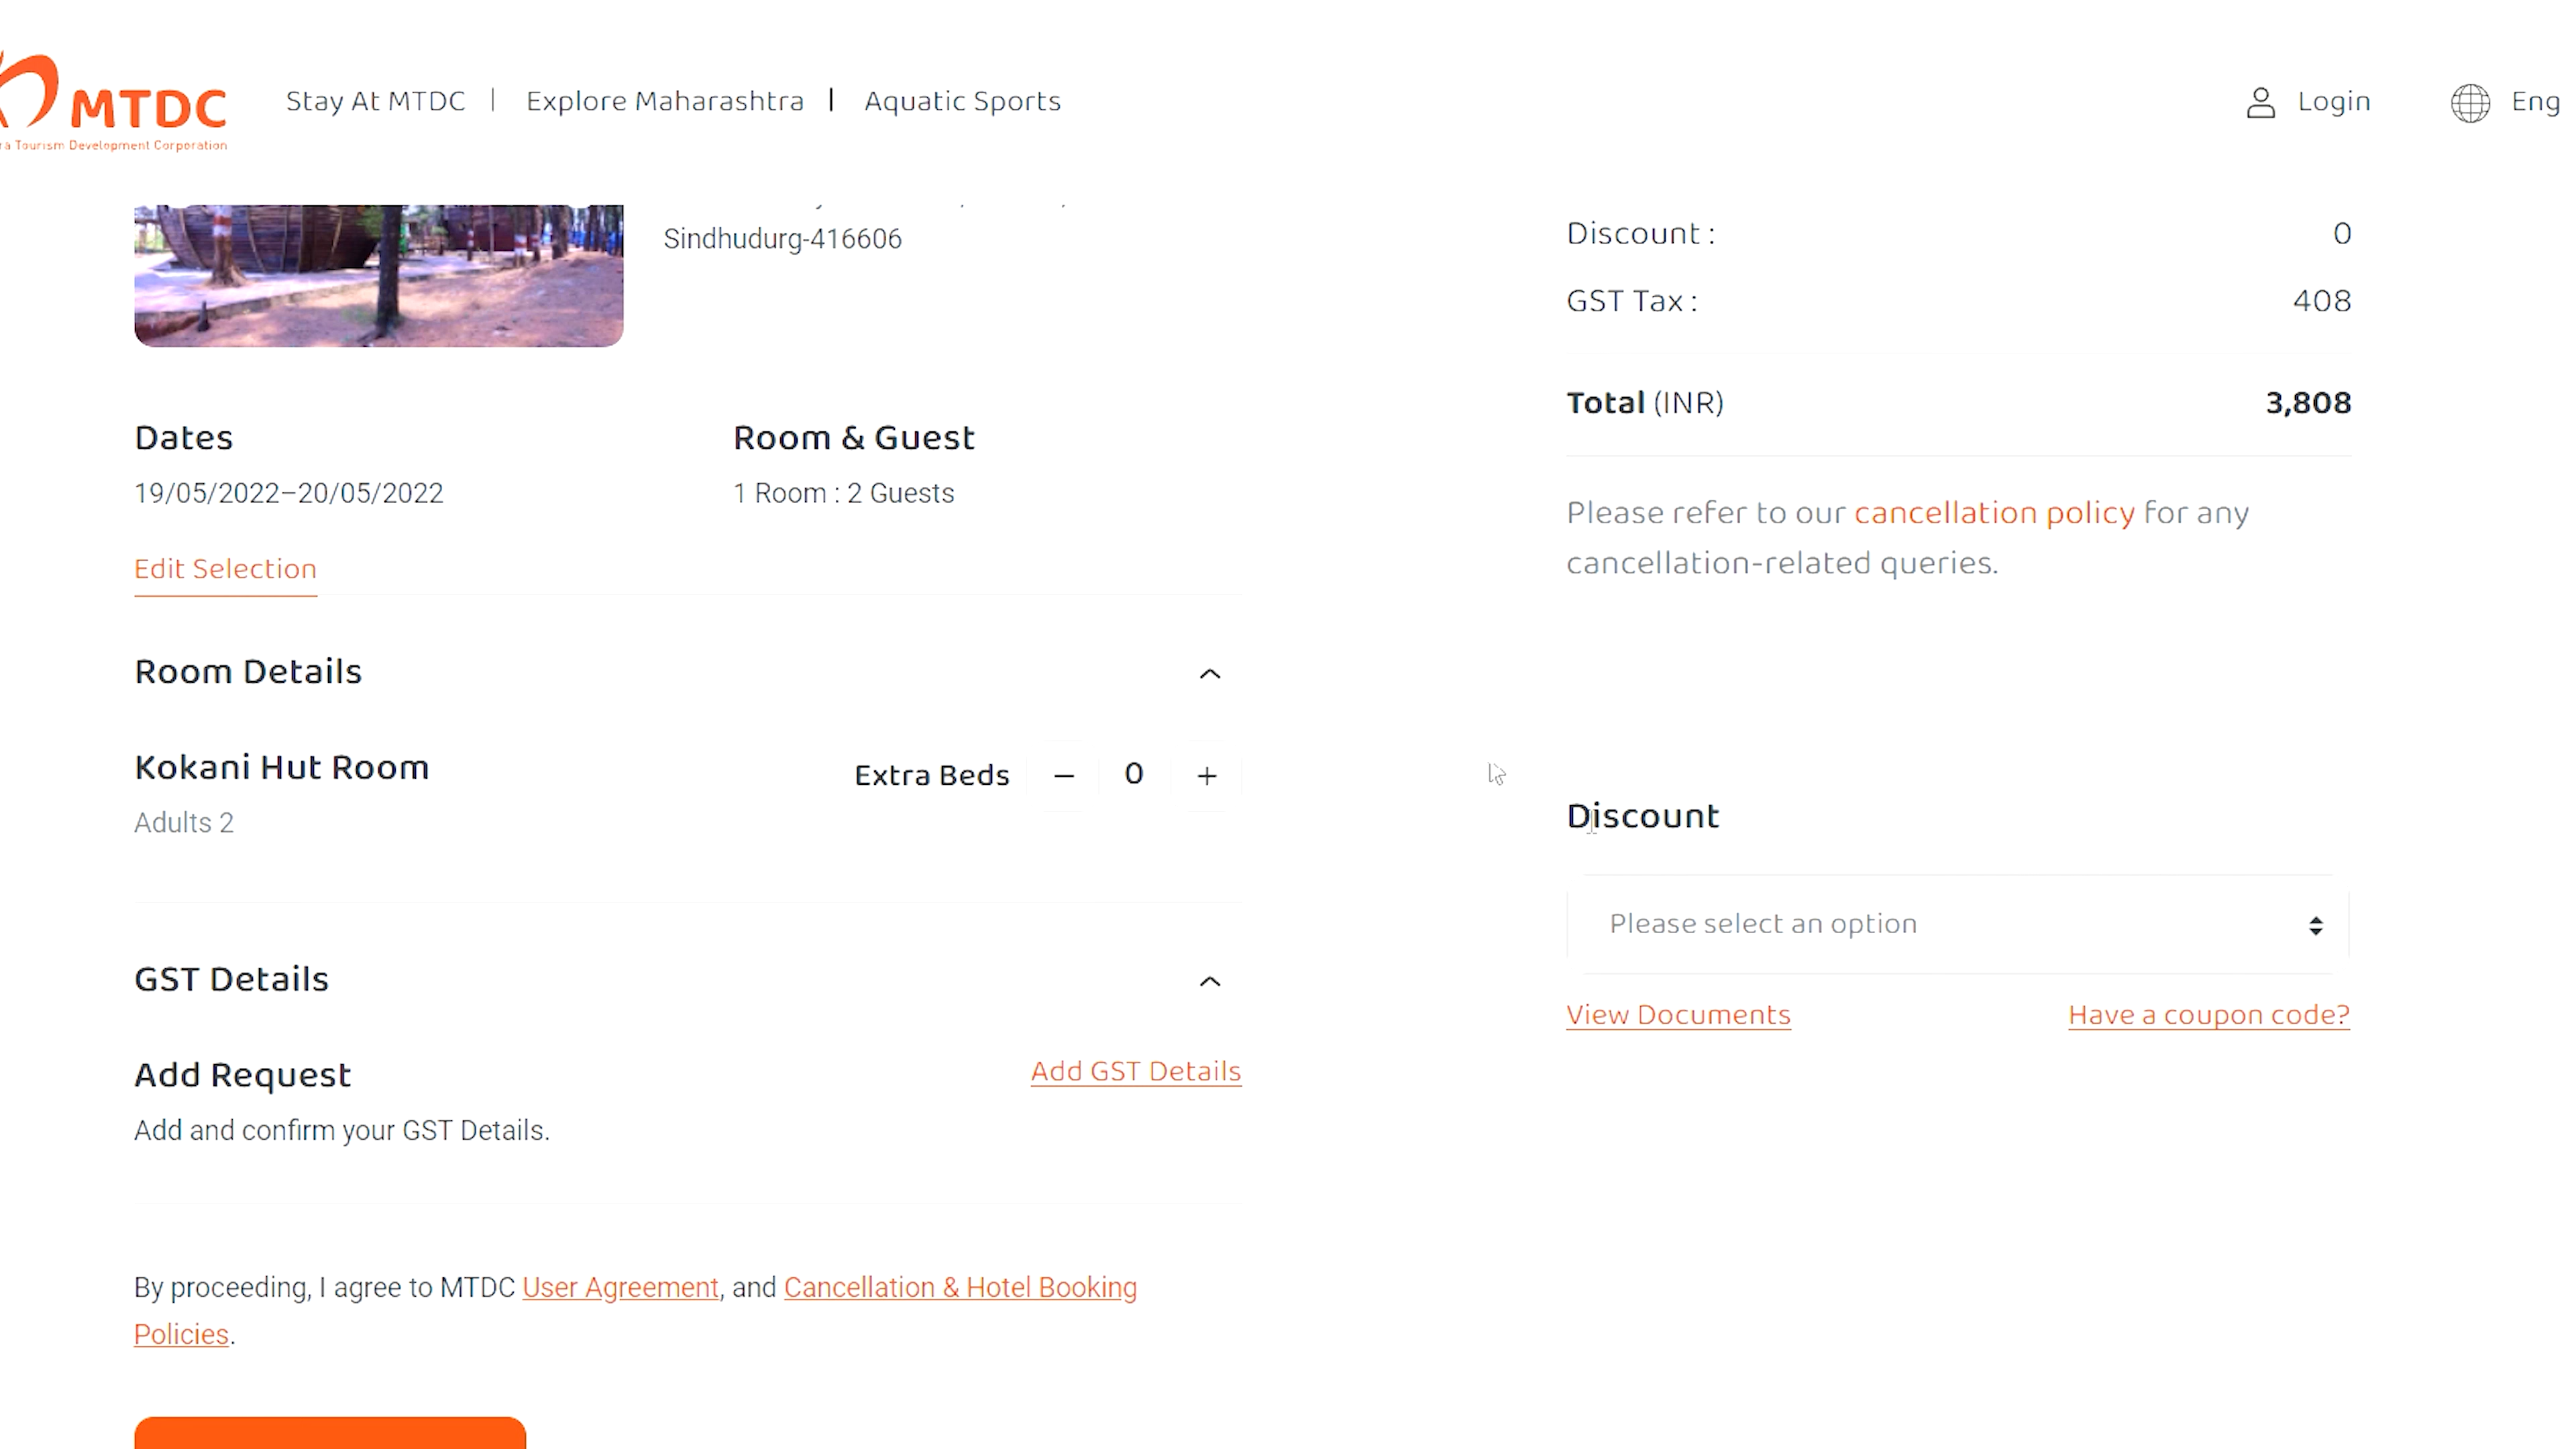 MTDC
Stay At MTDC | Explore Maharashtra | Aquatic Sports
Login
Eng
Tourism Development Corporation
Sindhudurg-416606
Dates
19/05/2022–20/05/2022
Room & Guest
1 Room : 2 Guests
Edit Selection
Room Details
Kokani Hut Room
Adults 2
Extra Beds − 0 +
GST Details
Add Request
Add GST Details
Add and confirm your GST Details.
By proceeding, I agree to MTDC User Agreement, and Cancellation & Hotel Booking
Policies.
Discount : 0
GST Tax : 408
Total (INR) 3,808
Please refer to our cancellation policy for any
cancellation-related queries.
Discount
Please select an option
View Documents
Have a coupon code?